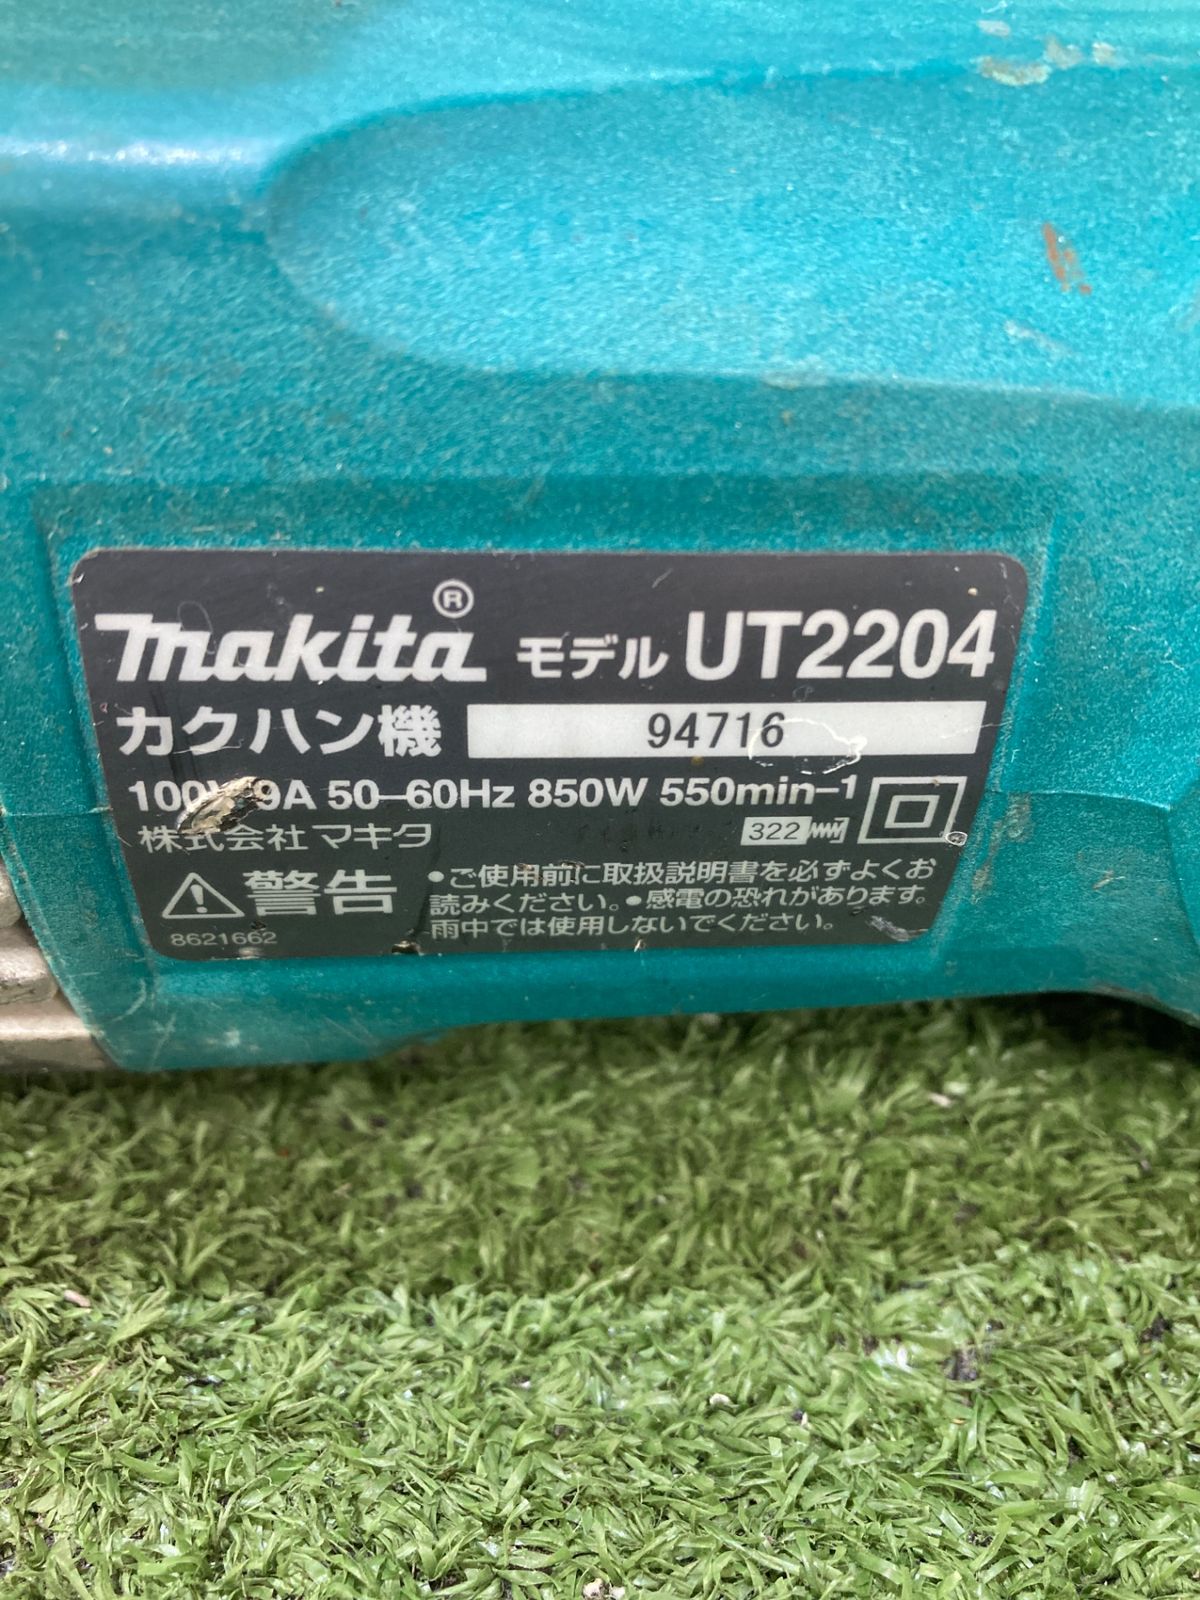 makita® モデル UT2204
カクハン機 94716
9A 50–60Hz 850W 550min–1
株式会社 マキタ 322
警告 •ご使用前に取扱説明書を必ずよくお
読みください。•感電の恐れがあります。
雨中では使用しないでください。
8621662